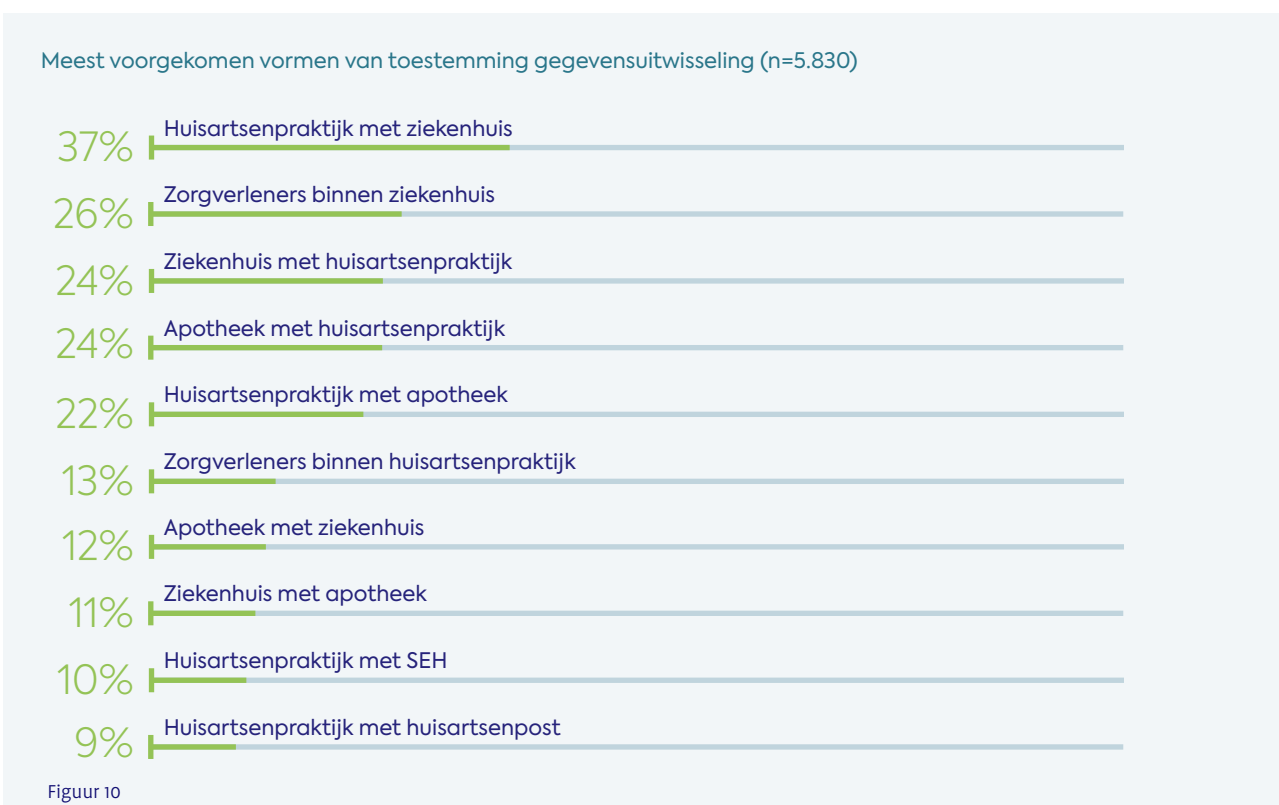 Meest voorgekomen vormen van toestemming gegevensuitwisseling (n=5.830)
37% Huisartsenpraktijk met ziekenhuis
26% Zorgverleners binnen ziekenhuis
24% Ziekenhuis met huisartsenpraktijk
24% Apotheek met huisartsenpraktijk
22% Huisartsenpraktijk met apotheek
13% Zorgverleners binnen huisartsenpraktijk
12% Apotheek met ziekenhuis
11% Ziekenhuis met apotheek
10% Huisartsenpraktijk met SEH
9% Huisartsenpraktijk met huisartsenpost
Figuur 10